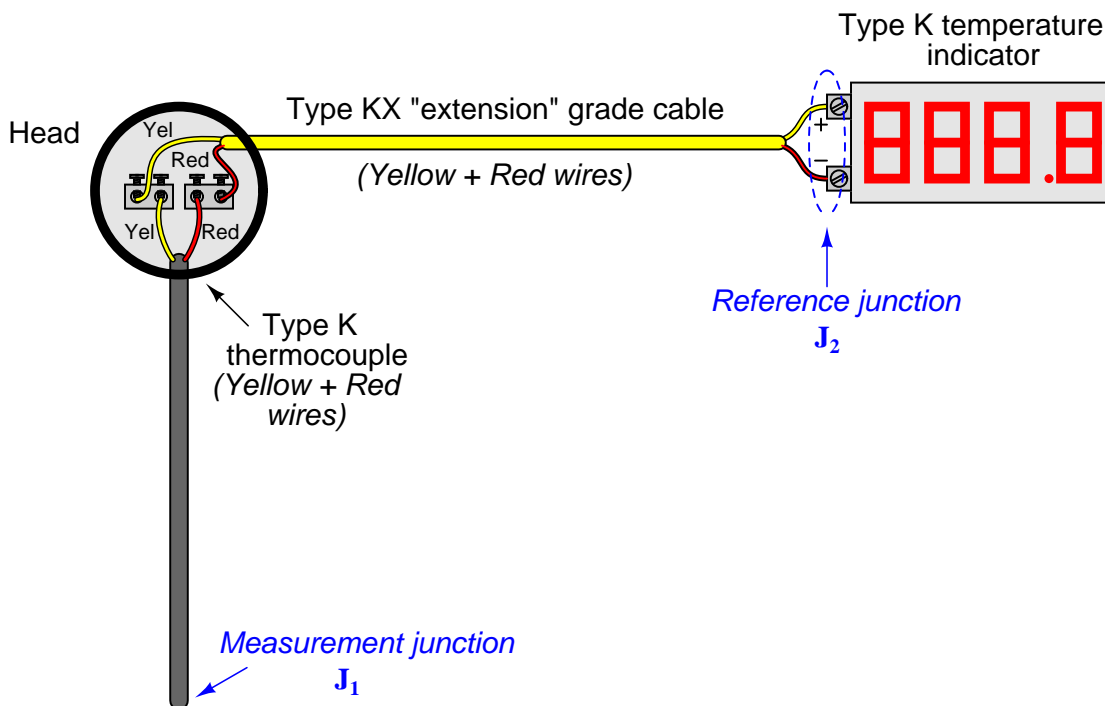 Type K temperature
indicator
Type KX "extension" grade cable
(Yellow + Red wires)
Head
Yel
Red
Yel
Red
+
–
888.8
Reference junction
J2
Type K
thermocouple
(Yellow + Red
wires)
Measurement junction
J1